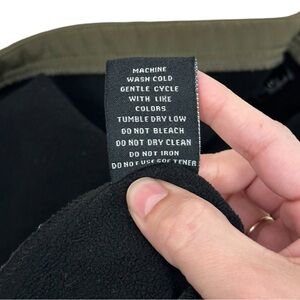 MACHINE
WASH COLD
GENTLE CYCLE
WITH LIKE
COLORS
TUMBLE DRY LOW
DO NOT BLEACH
DO NOT DRY CLEAN
DO NOT IRON
DO NOT USE SOFTENER